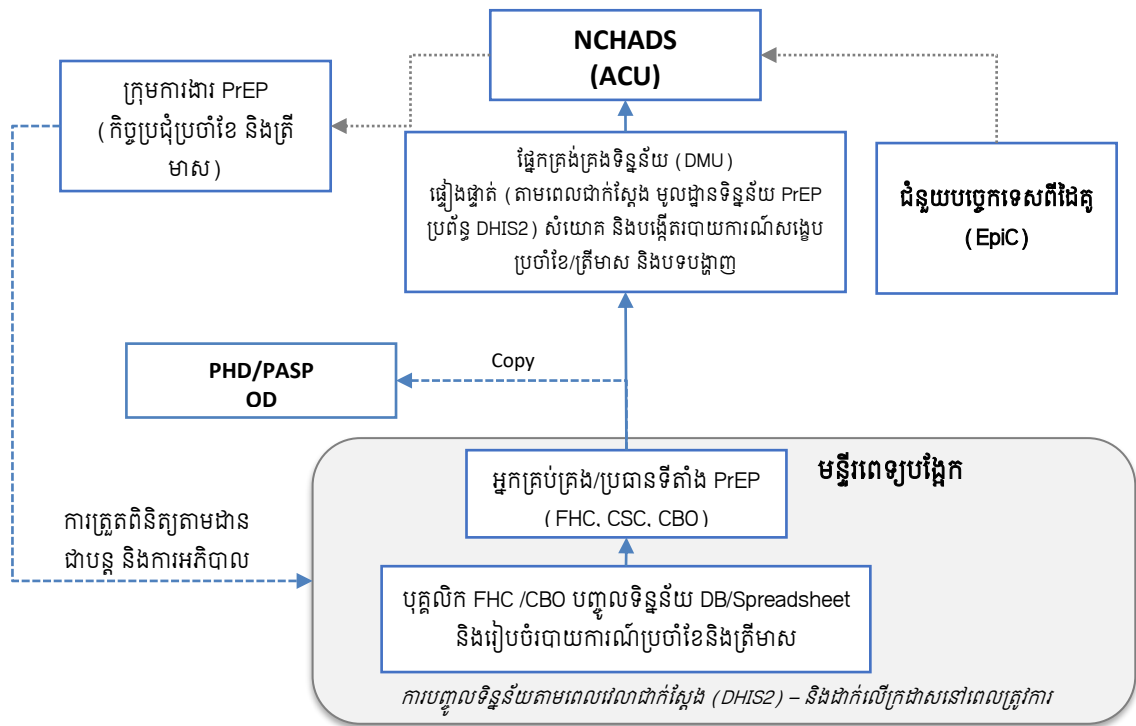 NCHADS
(ACU)
ក្រុមការងារ PrEP
(កិច្ចប្រជុំប្រចាំខែ និងត្រី
មាស)
ផ្នែកគ្រង់គ្រងទិន្នន័យ (DMU)
ផ្ទៀងផ្ទាត់ (តាមពេលជាក់ស្តែង មូលដ្ឋានទិន្នន័យ PrEP
ប្រព័ន្ធ DHIS2) សំយោគ និងបង្កើតរបាយការណ៍សង្ខេប
ប្រចាំខែ/ត្រីមាស និងបទបង្ហាញ
ជំនួយបច្ចេកទេសពីដៃគូ
(EpiC)
PHD/PASP
OD
Copy
មន្ទីរពេទ្យបង្អែក
អ្នកគ្រប់គ្រង/ប្រធានទីតាំង PrEP
(FHC, CSC, CBO)
ការត្រួតពិនិត្យតាមដាន
ជាបន្ត និងការអភិបាល
បុគ្គលិក FHC /CBO បញ្ចូលទិន្នន័យ DB/Spreadsheet
និងរៀបចំរបាយការណ៍ប្រចាំខែនិងត្រីមាស
ការបញ្ចូលទិន្នន័យតាមពេលវេលាជាក់ស្តែង (DHIS2) – និងដាក់លើក្រដាសនៅពេលត្រូវការ